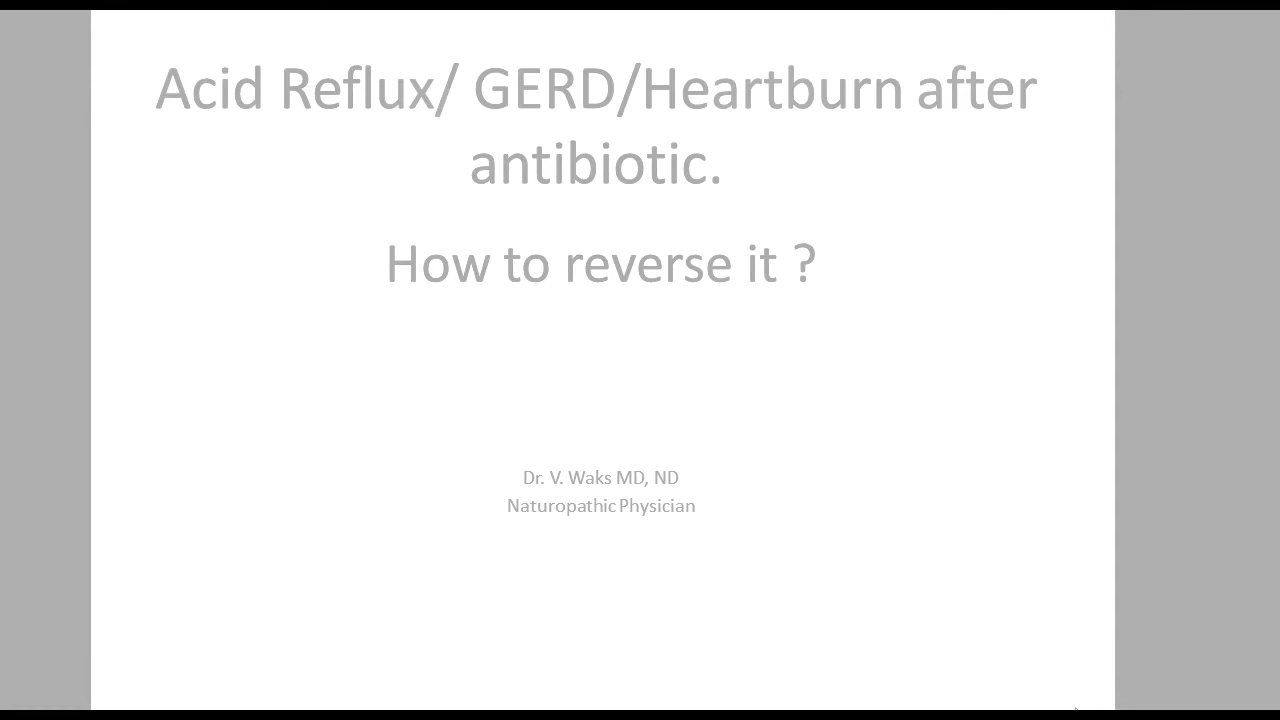 Acid Reflux/ GERD/Heartburn after
antibiotic.
How to reverse it ?
Dr. V. Waks MD, ND
Naturopathic Physician